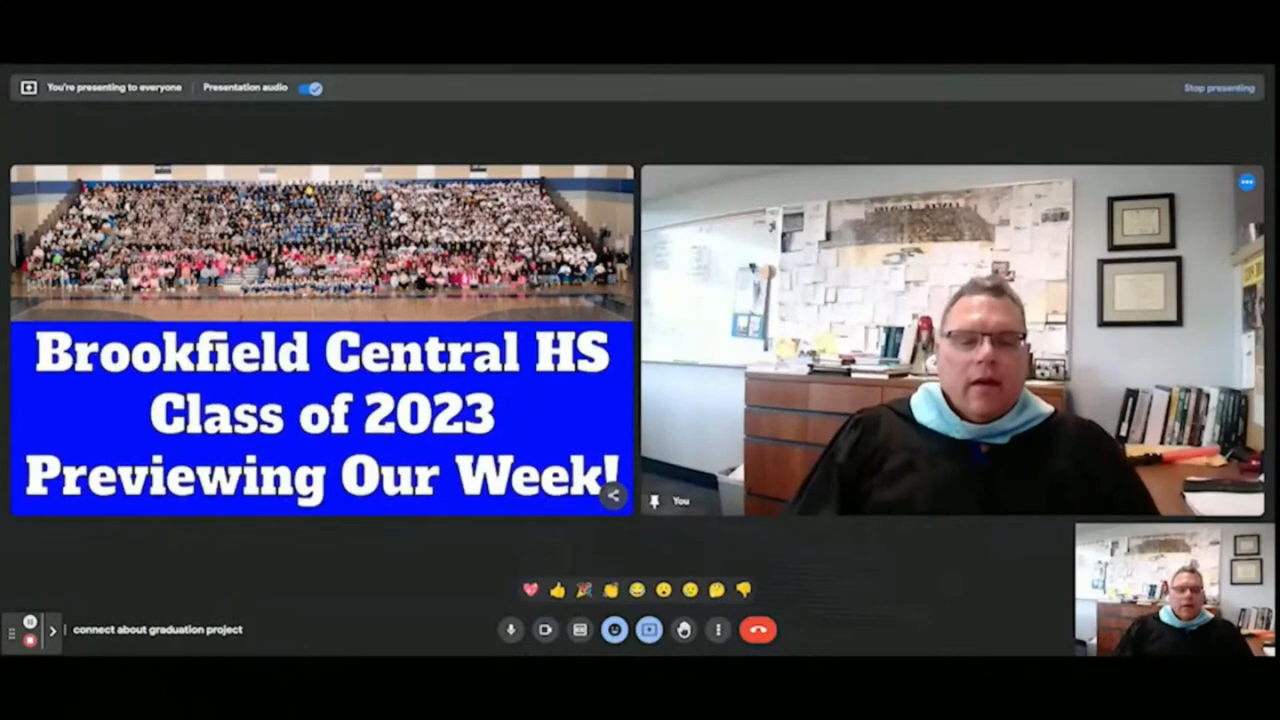 You're presenting to everyone
Presentation audio
Stop presenting
Brookfield Central HS
Class of 2023
Previewing Our Week!
You
connect about graduation project